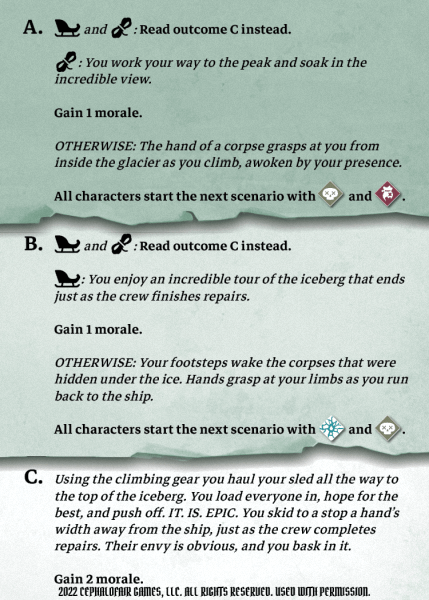 A. and : Read outcome C instead.
: You work your way to the peak and soak in the
incredible view.
Gain 1 morale.
OTHERWISE: The hand of a corpse grasps at you from
inside the glacier as you climb, awoken by your presence.
All characters start the next scenario with and .
B. and : Read outcome C instead.
: You enjoy an incredible tour of the iceberg that ends
just as the crew finishes repairs.
Gain 1 morale.
OTHERWISE: Your footsteps wake the corpses that were
hidden under the ice. Hands grasp at your limbs as you run
back to the ship.
All characters start the next scenario with and .
C. Using the climbing gear you haul your sled all the way to
the top of the iceberg. You load everyone in, hope for the
best, and push off. IT. IS. EPIC. You skid to a stop a hand's
width away from the ship, just as the crew completes
repairs. Their envy is obvious, and you bask in it.
Gain 2 morale.
2022 CEPHALOFAIR GAMES, LLC. ALL RIGHTS RESERVED. USED WITH PERMISSION.